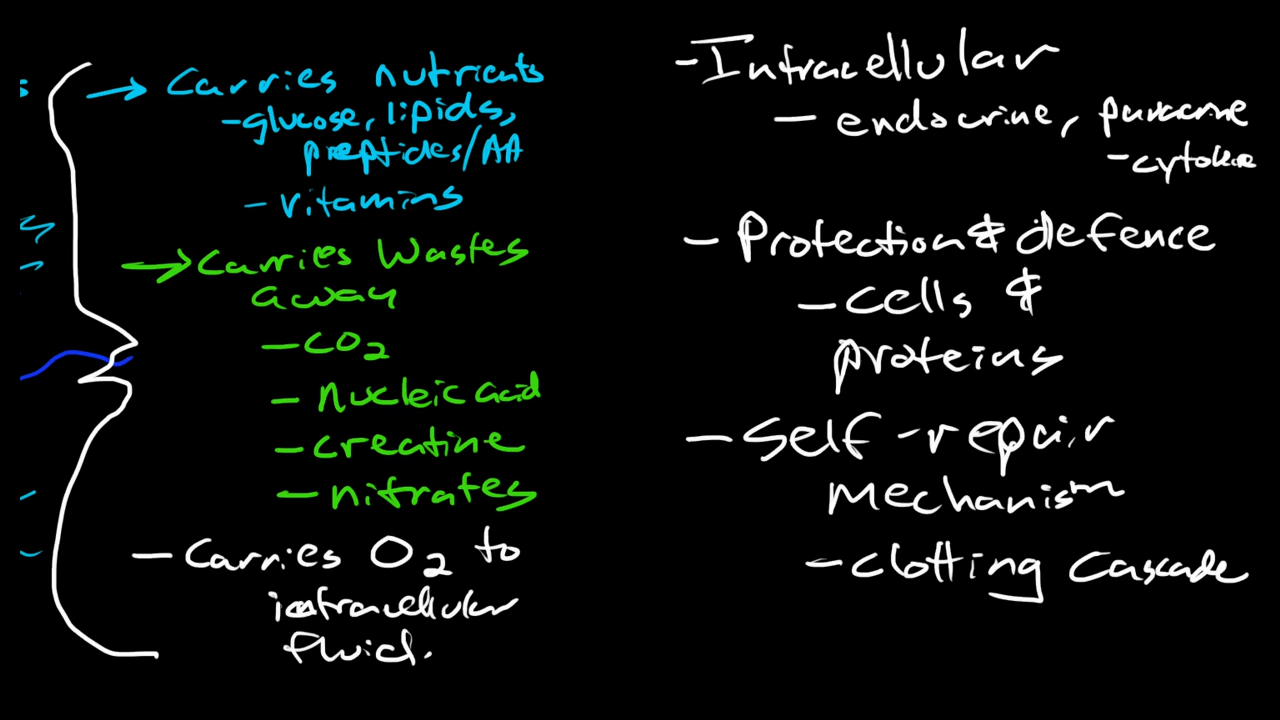 → Carries nutrients
- glucose, lipids,
peptides/AA
- vitamins
→ Carries Wastes
away
- CO2
- nucleic acid
- creatine
- nitrates
- Carries O2 to
intracellular
fluid.
- Intracellular
- endocrine, paracrine
- cytokine
- Protection & defence
- cells &
proteins
- Self-repair
Mechanism
- clotting cascade